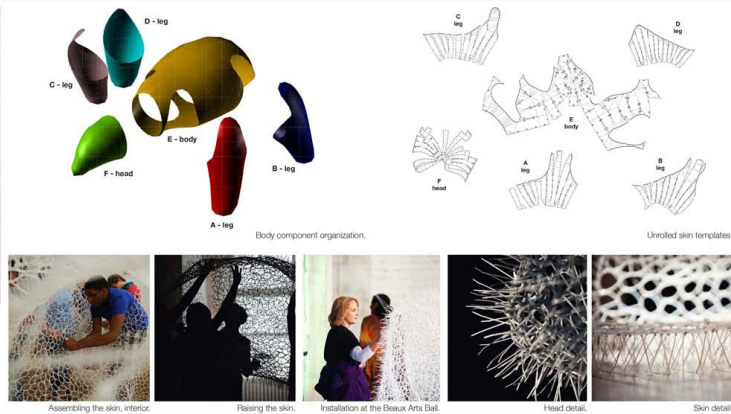 D - leg
C - leg
E - body
B - leg
F - head
A - leg
Body component organization.
C
leg
D
leg
E
body
A
leg
B
leg
F
head
Unrolled skin templates
Assembling the skin, interior.
Raising the skin.
Installation at the Beaux Arts Ball.
Head detail.
Skin detail